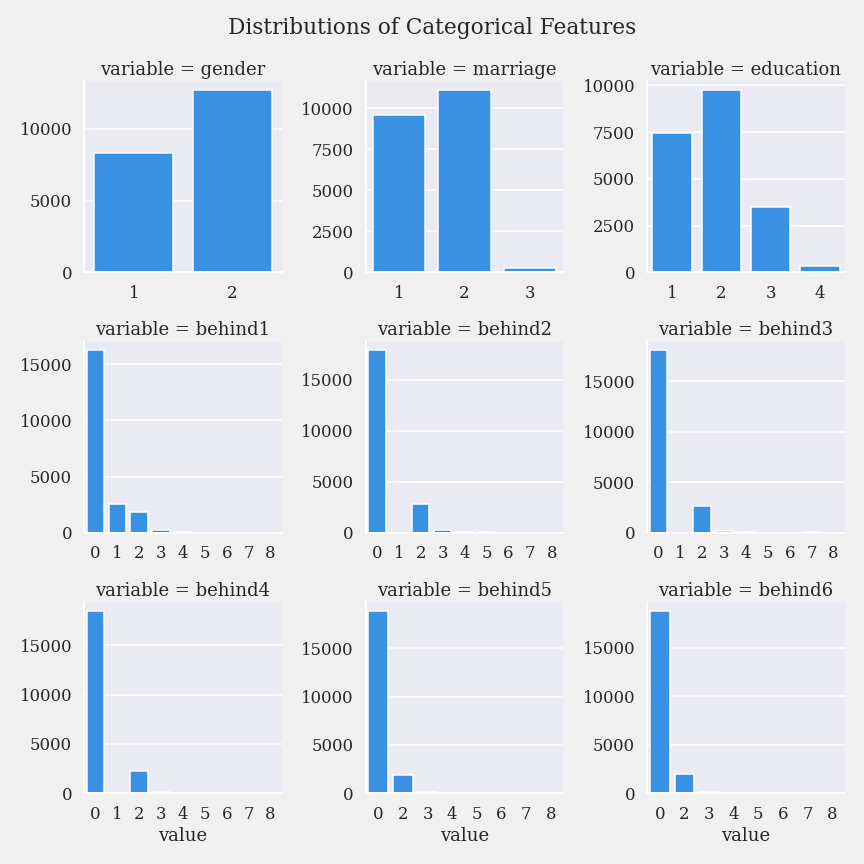 Distributions of Categorical Features
variable = gender
variable = marriage
variable = education
10000
5000
0
1 2
10000
7500
5000
2500
0
1 2 3
10000
7500
5000
2500
0
1 2 3 4
variable = behind1
variable = behind2
variable = behind3
15000
10000
5000
0
0 1 2 3 4 5 6 7 8
15000
10000
5000
0
0 1 2 3 4 5 6 7 8
15000
10000
5000
0
0 1 2 3 4 5 6 7 8
variable = behind4
variable = behind5
variable = behind6
15000
10000
5000
0
0 1 2 3 4 5 6 7 8
value
15000
10000
5000
0
0 2 3 4 5 6 7 8
value
15000
10000
5000
0
0 2 3 4 5 6 7 8
value